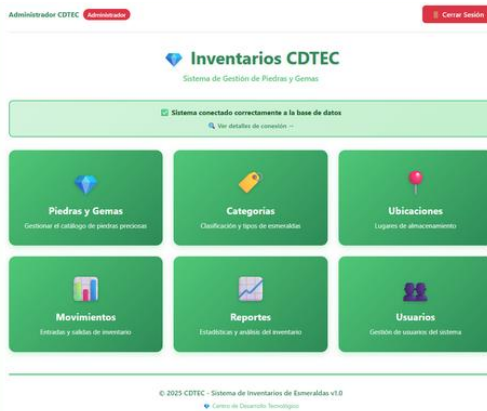 Administrador CDTEC Administrador
Cerrar Sesión
Inventarios CDTEC
Sistema de Gestión de Piedras y Gemas
Sistema conectado correctamente a la base de datos
Ver detalles de conexión →
Piedras y Gemas
Gestionar el catálogo de piedras preciosas
Categorías
Clasificación y tipos de esmeraldas
Ubicaciones
Lugares de almacenamiento
Movimientos
Entradas y salidas de inventario
Reportes
Estadísticas y análisis del inventario
Usuarios
Gestión de usuarios del sistema
© 2025 CDTEC - Sistema de Inventarios de Esmeraldas v1.0
Centro de Desarrollo Tecnológico